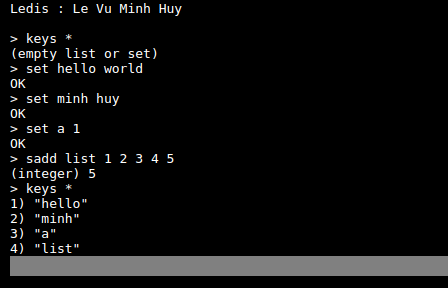 Ledis : Le Vu Minh Huy
> keys *
(empty list or set)
> set hello world
OK
> set minh huy
OK
> set a 1
OK
> sadd list 1 2 3 4 5
(integer) 5
> keys *
1) "hello"
2) "minh"
3) "a"
4) "list"